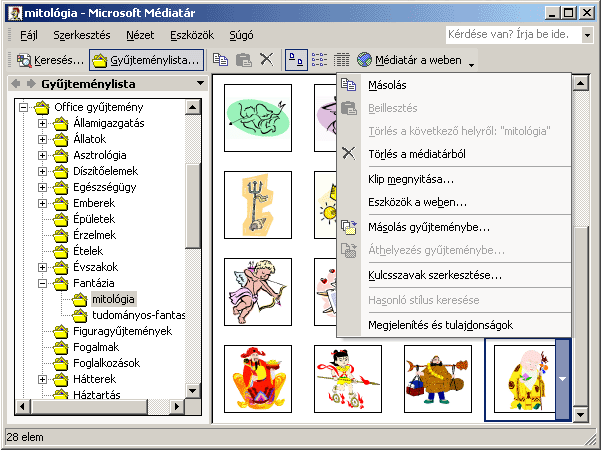 mitológia - Microsoft Médiatár
Fájl Szerkesztés Nézet Eszközök Súgó
Kérdése van? Írja be ide.
Keresés... Gyűjteménylista... Médiatár a weben
Gyűjteménylista
Office gyűjtemény
Államigazgatás
Állatok
Asztrológia
Díszítőelemek
Egészségügy
Emberek
Épületek
Érzelmek
Ételek
Évszakok
Fantázia
mitológia
tudományos-fantas
Figuragyűjtemények
Fogalmak
Foglalkozások
Hátterek
Háztartás
Másolás
Beillesztés
Törlés a következő helyről: "mitológia"
Törlés a médiatárból
Klip megnyitása...
Eszközök a weben...
Másolás gyűjteménybe...
Áthelyezés gyűjteménybe...
Kulcsszavak szerkesztése...
Hasonló stílus keresése
Megjelenítés és tulajdonságok
28 elem